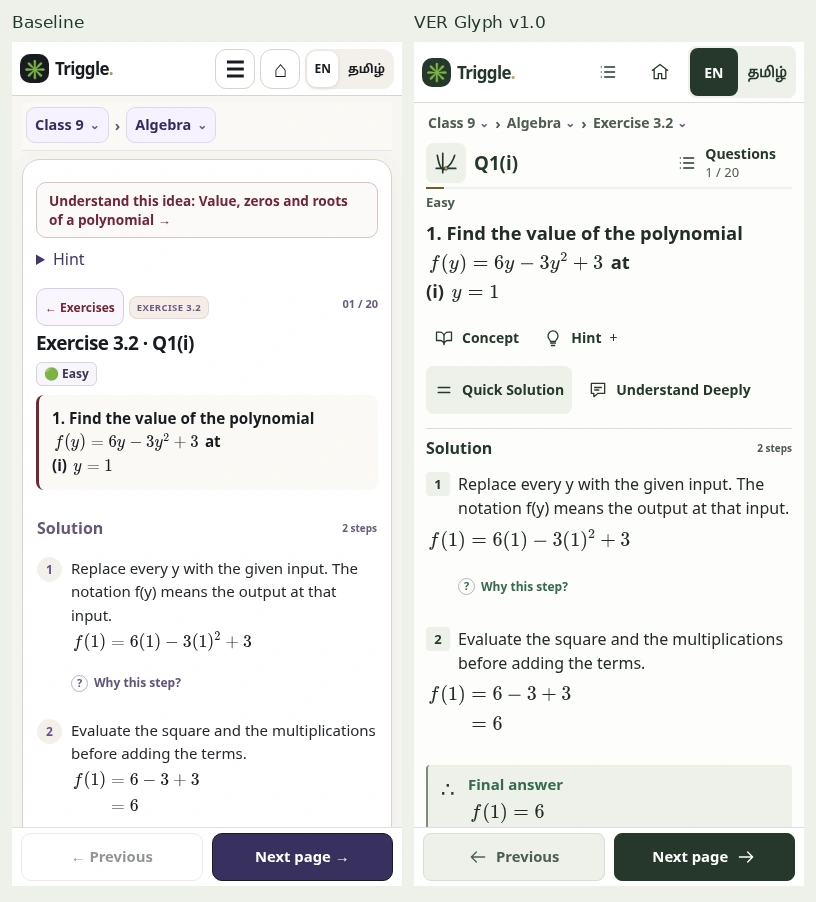 Baseline
Triggle.
EN
தமிழ்
Class 9
Algebra
Understand this idea: Value, zeros and roots
of a polynomial →
Hint
← Exercises
EXERCISE 3.2
01 / 20
Exercise 3.2 · Q1(i)
Easy
1. Find the value of the polynomial
f(y) = 6y − 3y² + 3 at
(i) y = 1
Solution
2 steps
1
Replace every y with the given input. The
notation f(y) means the output at that
input.
f(1) = 6(1) − 3(1)² + 3
? Why this step?
2
Evaluate the square and the multiplications
before adding the terms.
f(1) = 6 − 3 + 3
= 6
← Previous
Next page →
VER Glyph v1.0
Triggle.
EN
தமிழ்
Class 9 › Algebra › Exercise 3.2
Q1(i)
Questions
1 / 20
Easy
1. Find the value of the polynomial
f(y) = 6y − 3y² + 3 at
(i) y = 1
Concept
Hint +
Quick Solution
Understand Deeply
Solution
2 steps
1
Replace every y with the given input. The
notation f(y) means the output at that input.
f(1) = 6(1) − 3(1)² + 3
? Why this step?
2
Evaluate the square and the multiplications
before adding the terms.
f(1) = 6 − 3 + 3
= 6
∴ Final answer
f(1) = 6
← Previous
Next page →